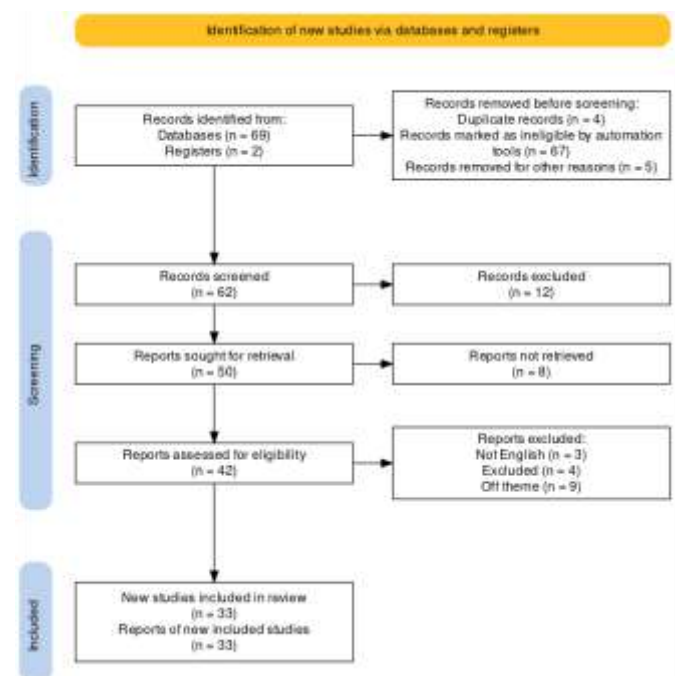 Identification of new studies via databases and registers
Identification
Records identified from:
Databases (n = 69)
Registers (n = 2)
Records removed before screening:
Duplicate records (n = 4)
Records marked as ineligible by automation
tools (n = 67)
Records removed for other reasons (n = 5)
Screening
Records screened
(n = 62)
Records excluded
(n = 12)
Reports sought for retrieval
(n = 50)
Reports not retrieved
(n = 8)
Reports assessed for eligibility
(n = 42)
Reports excluded:
Not English (n = 3)
Excluded (n = 4)
Off theme (n = 9)
Included
New studies included in review
(n = 33)
Reports of new included studies
(n = 33)